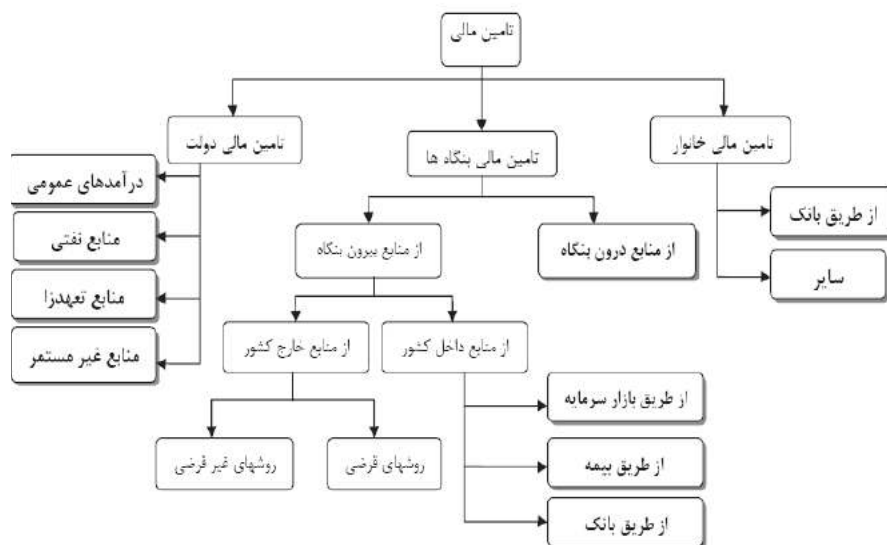 تامین مالی
تامین مالی خانوار
تامین مالی بنگاه ها
تامین مالی دولت
از طریق بانک
سایر
از منابع درون بنگاه
از منابع بیرون بنگاه
درآمدهای عمومی
منابع نفتی
منابع تعهدزا
منابع غیر مستمر
از منابع داخل کشور
از منابع خارج کشور
از طریق بازار سرمایه
از طریق بیمه
از طریق بانک
روشهای قرضی
روشهای غیر قرضی